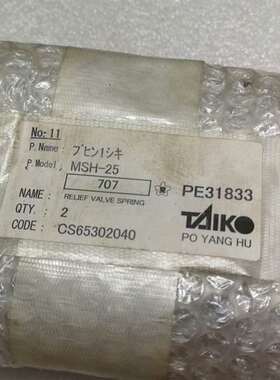 No: 11
P. Name: ブヒン1シキ
P. Model, MSH-25
707 PE31833
NAME: RELIEF VALVE SPRING TAIKO
QTY.: 2 PO YANG HU
CODE: CS65302040